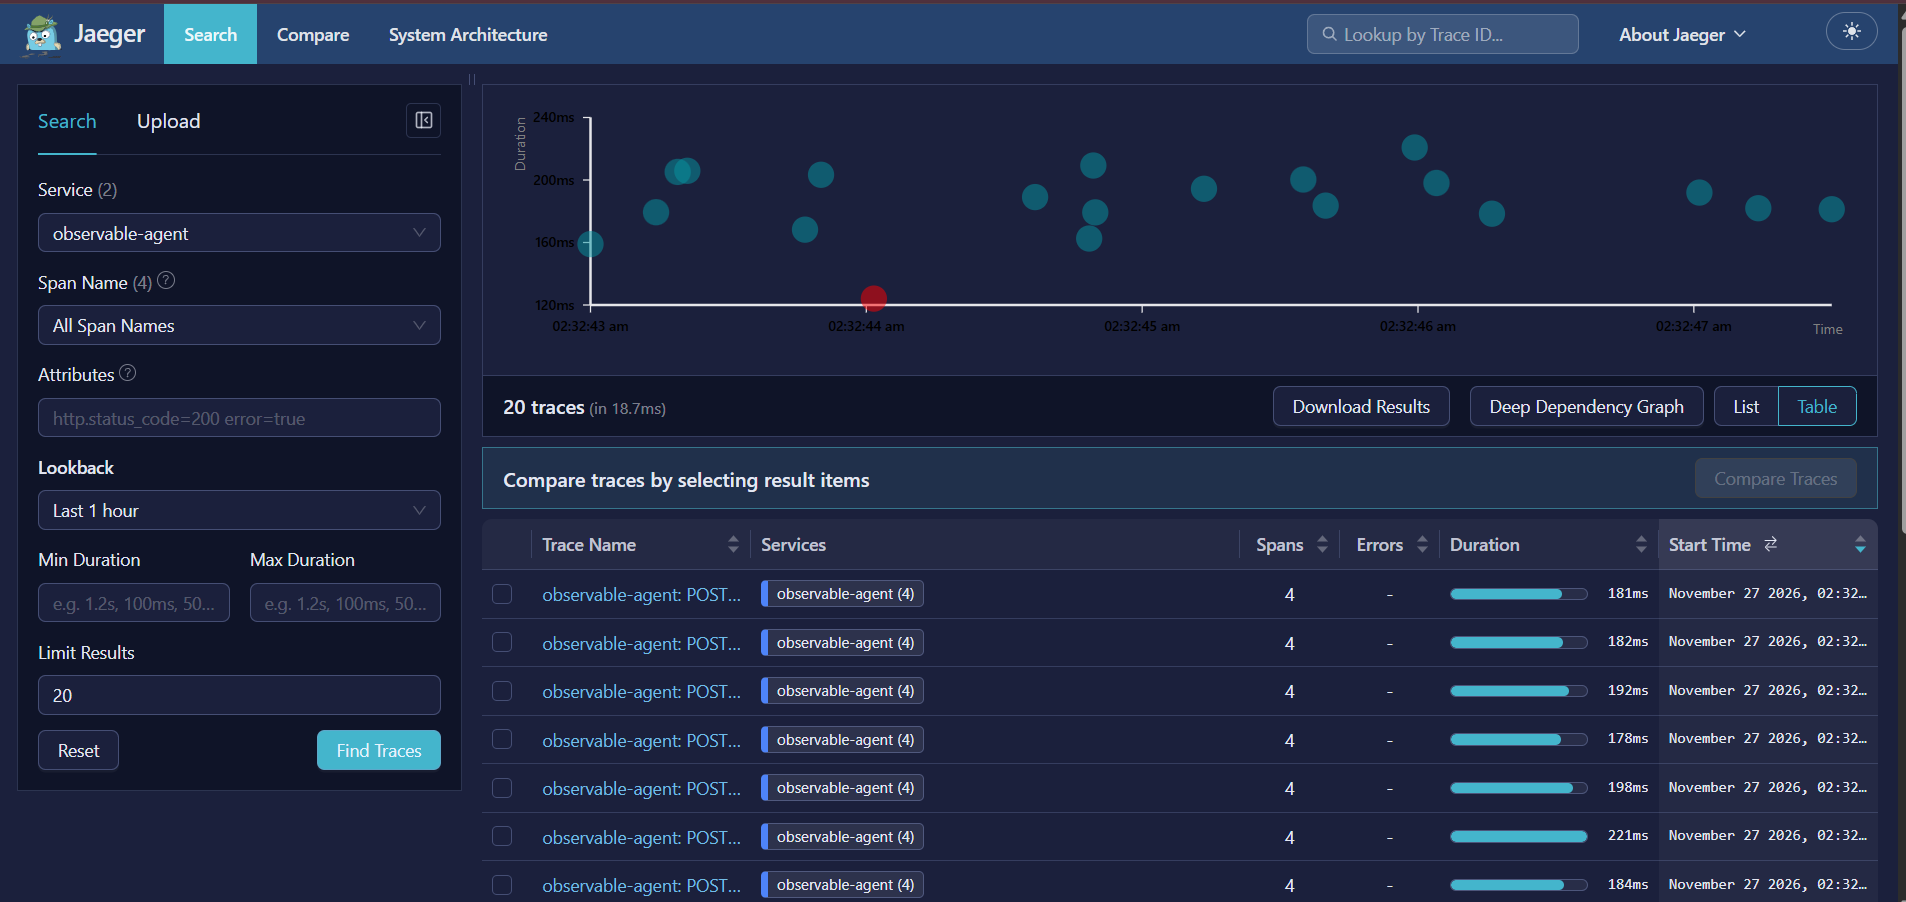 Jaeger
Search
Compare
System Architecture
Lookup by Trace ID...
About Jaeger
Search
Upload
Service (2)
observable-agent
Span Name (4)
All Span Names
Attributes
http.status_code=200 error=true
Lookback
Last 1 hour
Min Duration
Max Duration
e.g. 1.2s, 100ms, 50...
e.g. 1.2s, 100ms, 50...
Limit Results
20
Reset
Find Traces
Duration
240ms
200ms
160ms
120ms
02:32:43 am
02:32:44 am
02:32:45 am
02:32:46 am
02:32:47 am
Time
20 traces (in 18.7ms)
Download Results
Deep Dependency Graph
List
Table
Compare traces by selecting result items
Compare Traces
Trace Name Services Spans Errors Duration Start Time
observable-agent: POST... observable-agent (4) 4 - 181ms November 27 2026, 02:32...
observable-agent: POST... observable-agent (4) 4 - 182ms November 27 2026, 02:32...
observable-agent: POST... observable-agent (4) 4 - 192ms November 27 2026, 02:32...
observable-agent: POST... observable-agent (4) 4 - 178ms November 27 2026, 02:32...
observable-agent: POST... observable-agent (4) 4 - 198ms November 27 2026, 02:32...
observable-agent: POST... observable-agent (4) 4 - 221ms November 27 2026, 02:32...
observable-agent: POST... observable-agent (4) 4 - 184ms November 27 2026, 02:32...